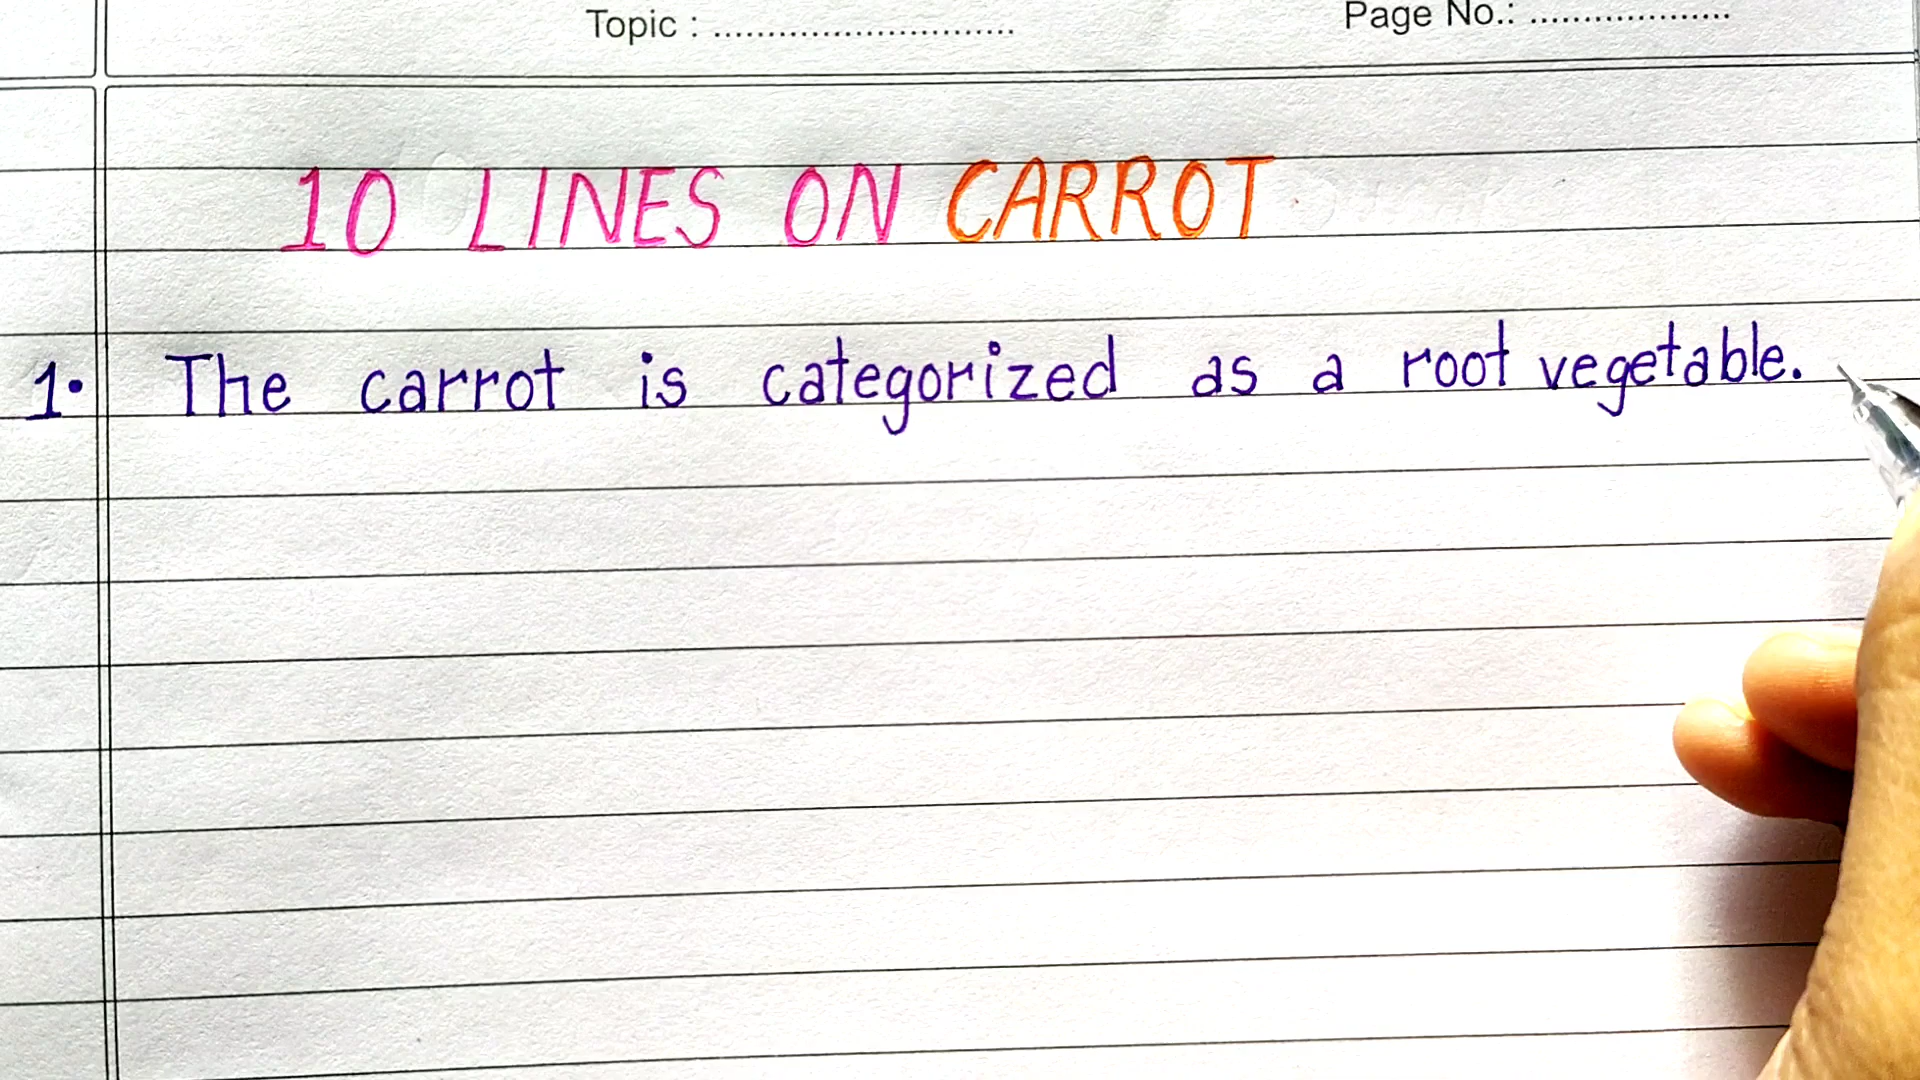 Topic : ............................. Page No.: ....................
10 LINES ON CARROT
1. The carrot is categorized as a root vegetable.